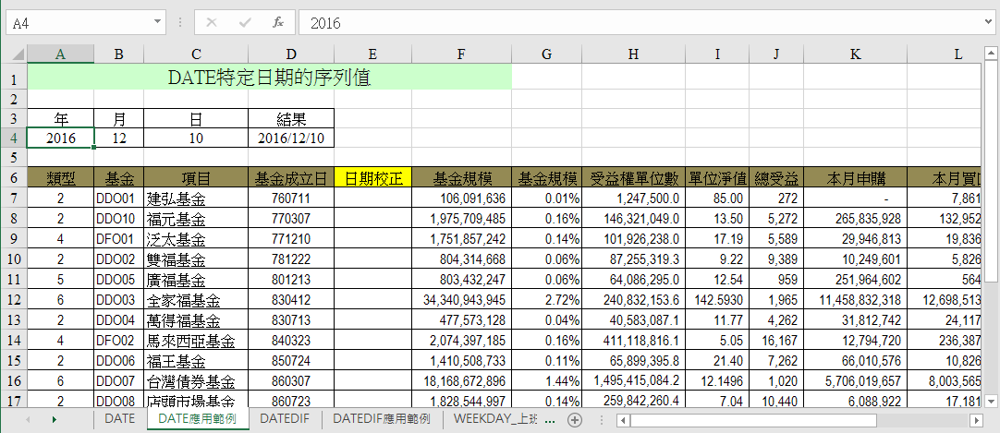 A4 fx 2016
A B C D E F G H I J K L
1 DATE特定日期的序列值
2
3 年 月 日 結果
4 2016 12 10 2016/12/10
5
6 類型 基金 項目 基金成立日 日期校正 基金規模 基金規模 受益權單位數 單位淨值 總受益 本月申購 本月買
7 2 DDO01 建弘基金 760711 106,091,636 0.01% 1,247,500.0 85.00 272 - 7,861
8 2 DDO10 福元基金 770307 1,975,709,485 0.16% 146,321,049.0 13.50 5,272 265,835,928 132,952
9 4 DFO01 泛太基金 771210 1,751,857,242 0.14% 101,926,238.0 17.19 5,589 29,946,813 19,836
10 2 DDO02 雙福基金 781222 804,314,668 0.06% 87,255,319.3 9.22 9,389 10,249,601 5,826
11 5 DDO05 廣福基金 801213 803,432,247 0.06% 64,086,295.0 12.54 959 251,964,602 564
12 6 DDO03 全家福基金 830412 34,340,943,945 2.72% 240,832,153.6 142.5930 1,965 11,458,832,318 12,698,513
13 2 DDO04 萬得福基金 830713 477,573,128 0.04% 40,583,087.1 11.77 4,262 31,812,742 24,117
14 4 DFO02 馬來西亞基金 840323 2,074,397,185 0.16% 411,118,816.1 5.05 16,167 12,794,720 236,387
15 2 DDO06 福王基金 850724 1,410,508,733 0.11% 65,899,395.8 21.40 7,262 66,010,576 10,826
16 6 DDO07 台灣債券基金 860307 18,168,672,896 1.44% 1,495,415,084.2 12.1496 1,020 5,706,019,657 8,003,565
17 2 DDO08 店頭市場基金 860723 1,828,544,997 0.14% 259,842,260.4 7.04 10,440 6,088,922 17,181
DATE DATE應用範例 DATEDIF DATEDIF應用範例 WEEKDAY_上班 ...